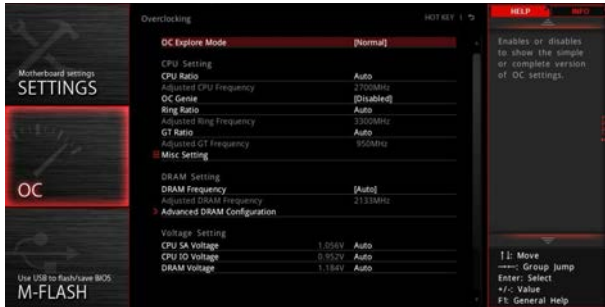 Overclocking
HOT KEY
HELP
INFO
Motherboard settings
SETTINGS
OC
Use USB to flash/save BIOS
M-FLASH
OC Explore Mode [Normal]
CPU Setting
CPU Ratio Auto
Adjusted CPU Frequency 2700MHz
OC Genie [Disabled]
Ring Ratio Auto
Adjusted Ring Frequency 3300MHz
GT Ratio Auto
Adjusted GT Frequency 950MHz
Misc Setting
DRAM Setting
DRAM Frequency [Auto]
Adjusted DRAM Frequency 2133MHz
Advanced DRAM Configuration
Voltage Setting
CPU SA Voltage 1.056V Auto
CPU IO Voltage 0.952V Auto
DRAM Voltage 1.184V Auto
Enables or disables
to show the simple
or complete version
of OC settings.
↑↓: Move
→←: Group Jump
Enter: Select
+/-: Value
F1: General Help